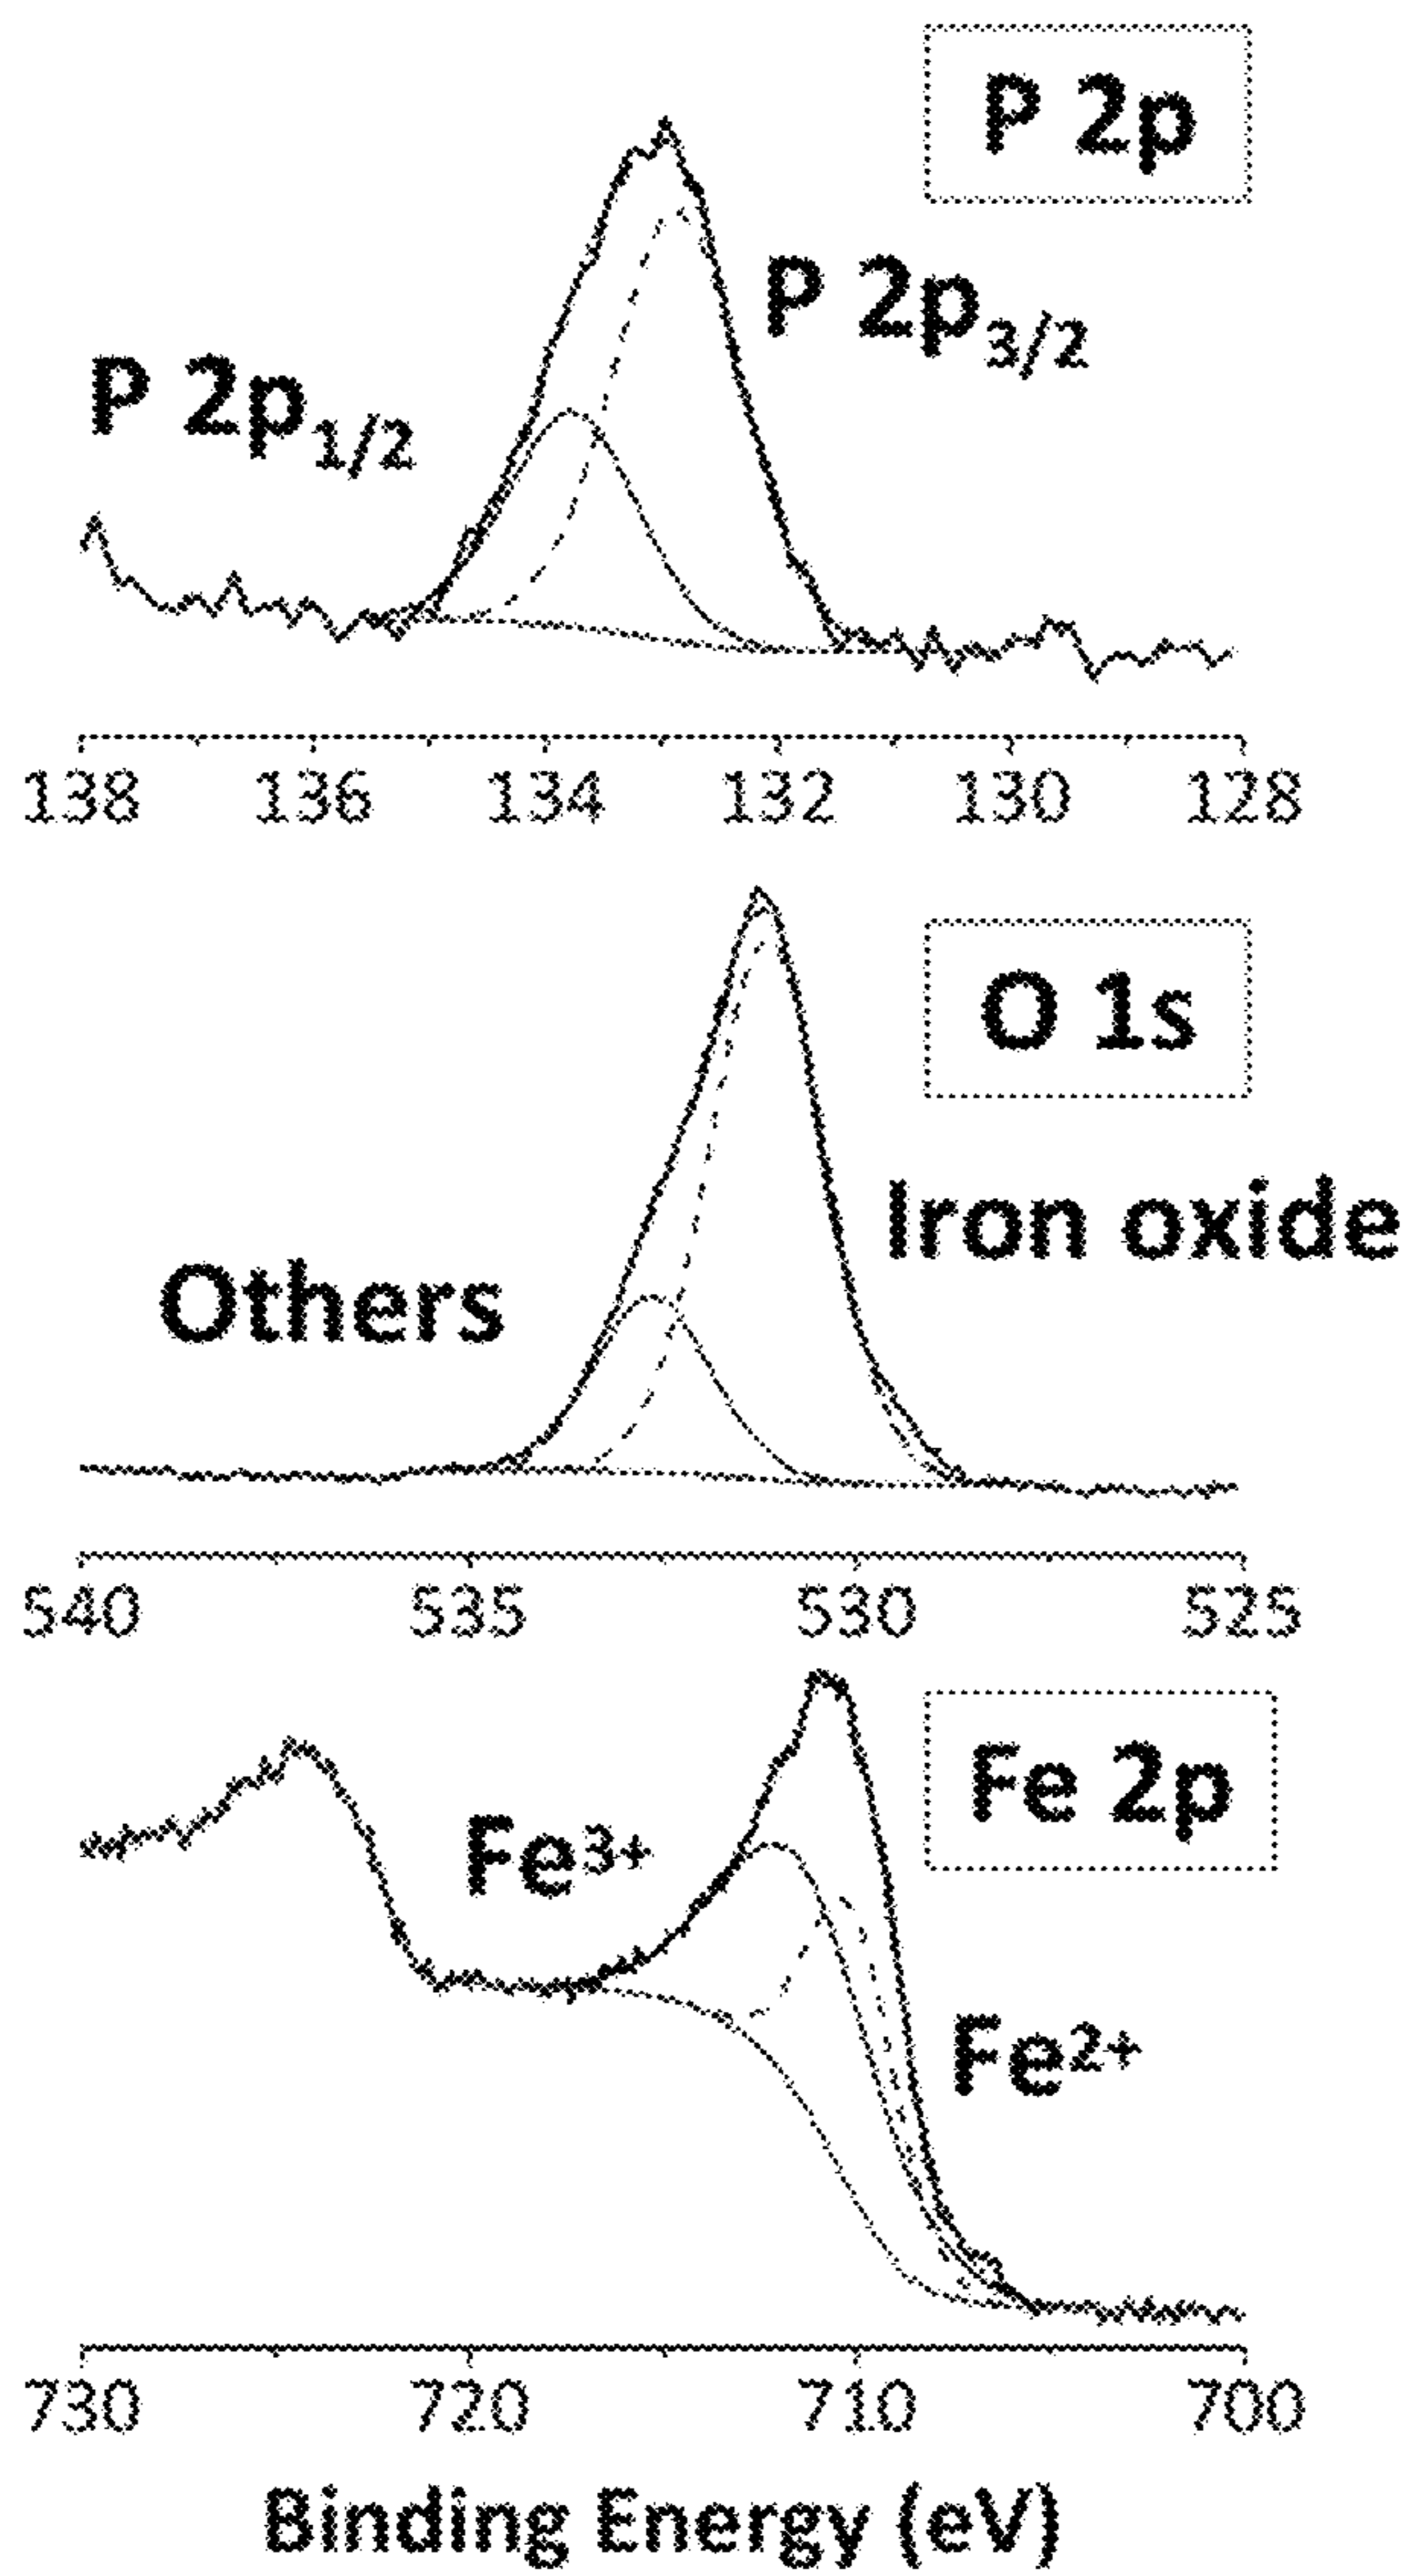 P 2p
P 2p3/2
P 2p1/2
138 136 134 132 130 128
O 1s
Iron oxide
Others
540 535 530 525
Fe 2p
Fe3+
Fe2+
730 720 710 700
Binding Energy (eV)